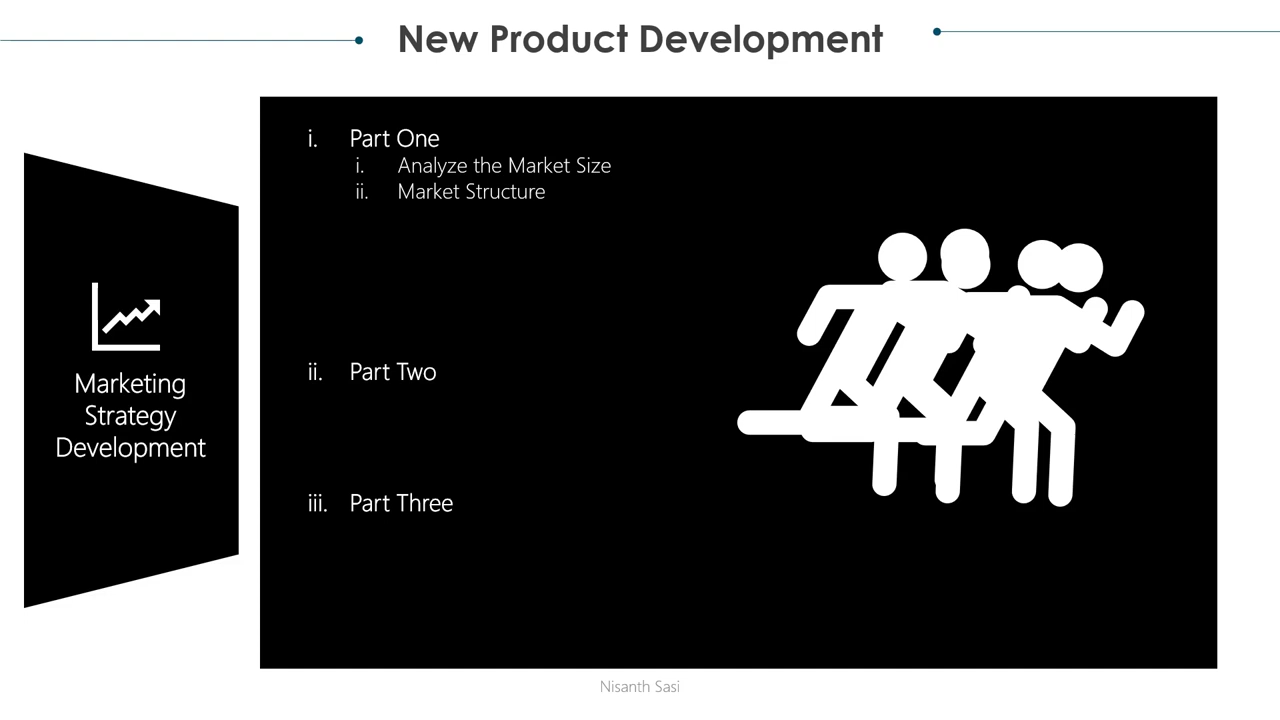 New Product Development
i. Part One
i. Analyze the Market Size
ii. Market Structure
ii. Part Two
iii. Part Three
Marketing
Strategy
Development
Nisanth Sasi